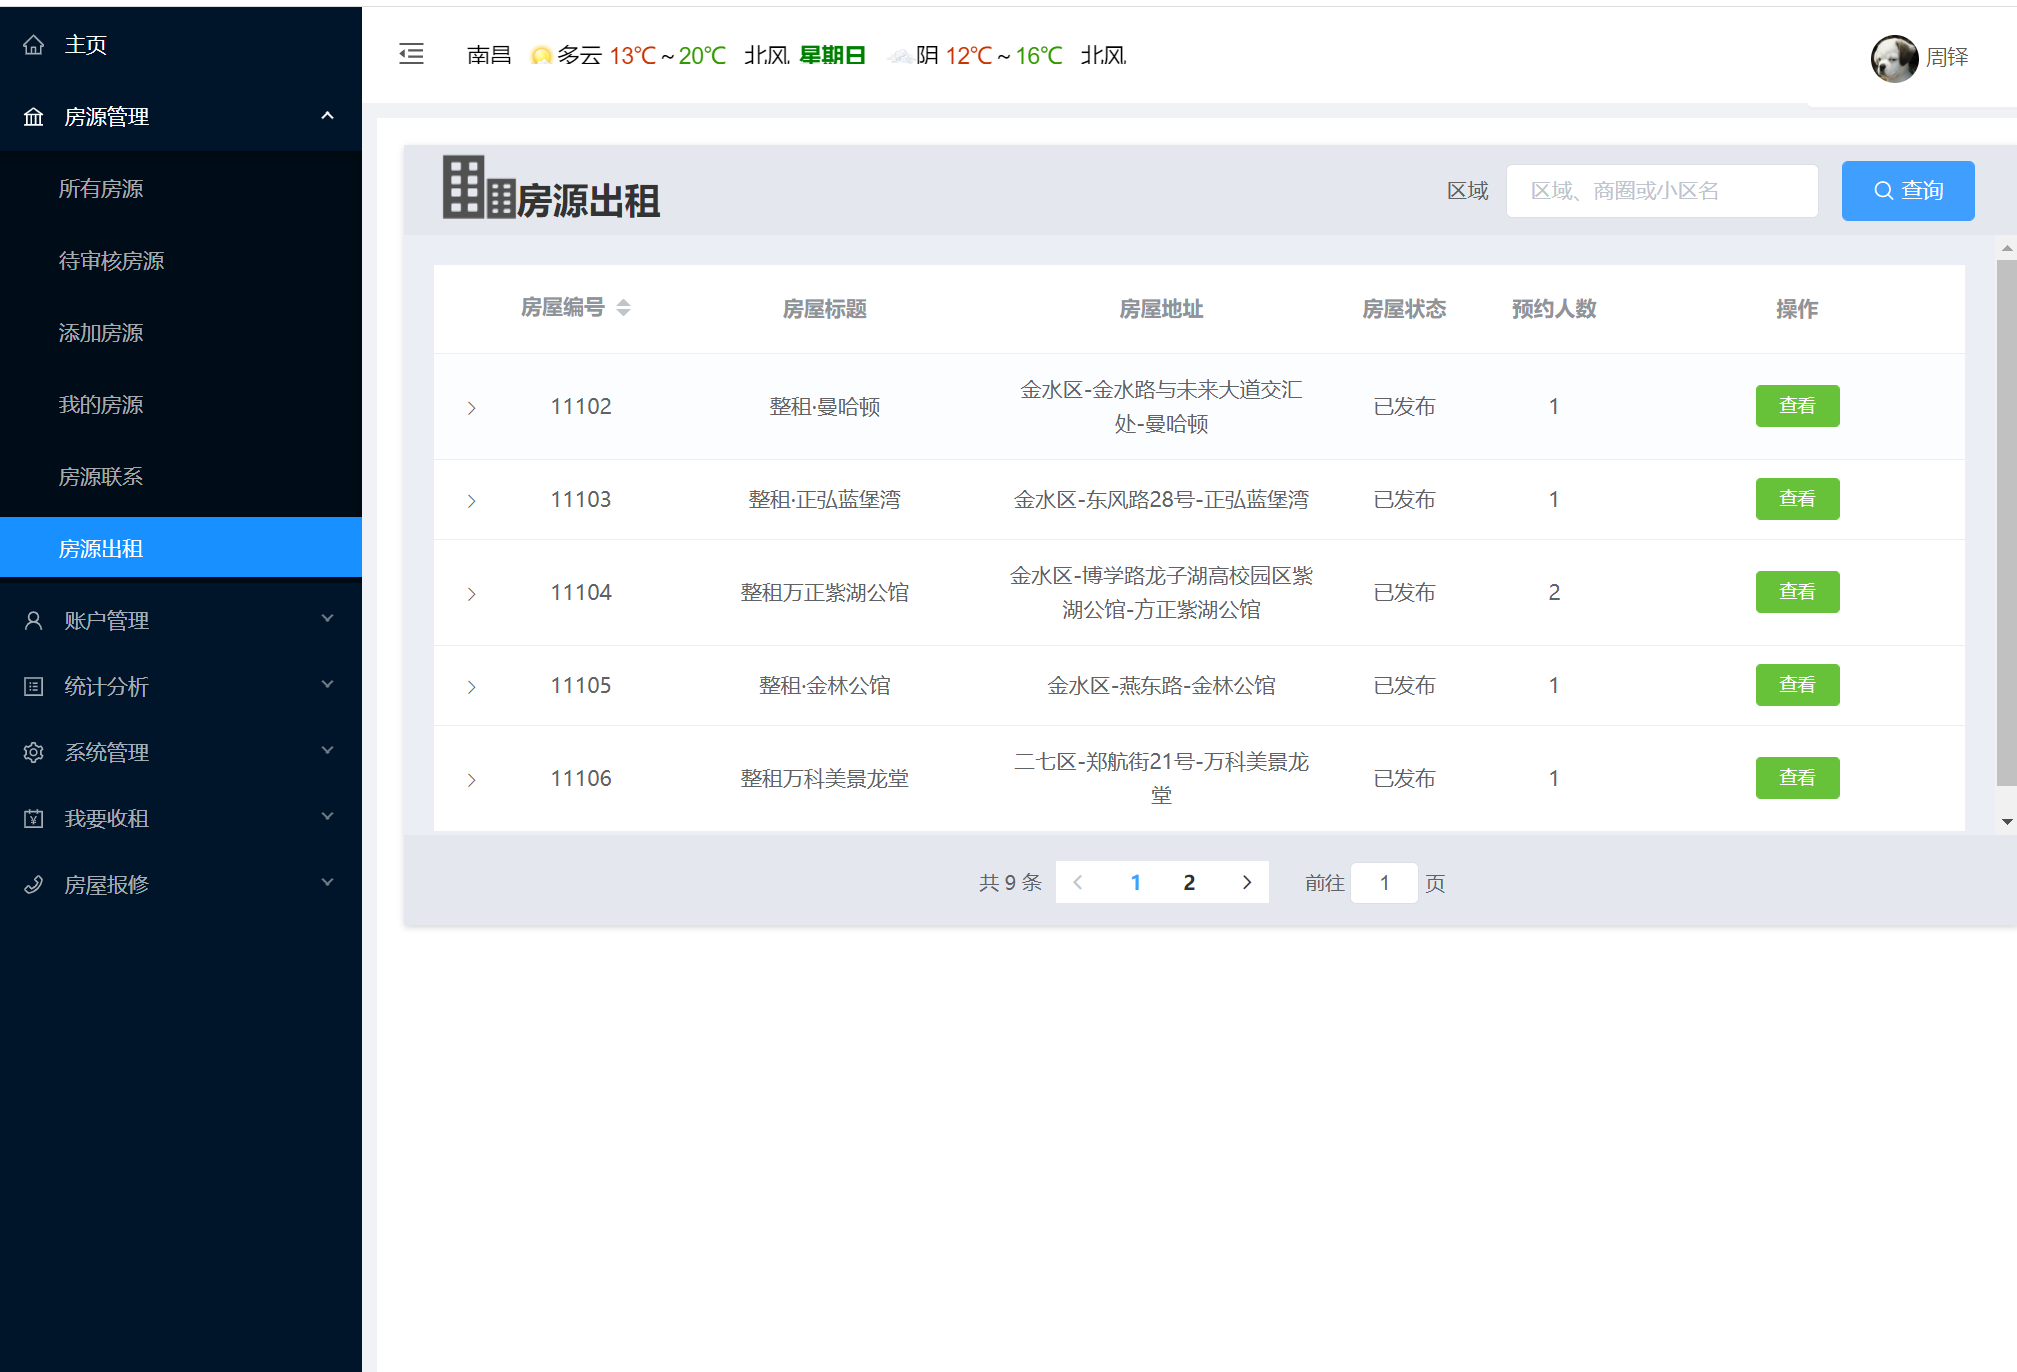 主页
房源管理
所有房源
待审核房源
添加房源
我的房源
房源联系
房源出租
账户管理
统计分析
系统管理
我要收租
房屋报修
南昌 多云 13℃～20℃ 北风 星期日 阴 12℃～16℃ 北风
周铎
房源出租
区域 区域、商圈或小区名 查询
房屋编号 房屋标题 房屋地址 房屋状态 预约人数 操作
11102 整租·曼哈顿 金水区-金水路与未来大道交汇
处-曼哈顿 已发布 1 查看
11103 整租·正弘蓝堡湾 金水区-东风路28号-正弘蓝堡湾 已发布 1 查看
11104 整租万正紫湖公馆 金水区-博学路龙子湖高校园区紫
湖公馆-方正紫湖公馆 已发布 2 查看
11105 整租·金林公馆 金水区-燕东路-金林公馆 已发布 1 查看
11106 整租万科美景龙堂 二七区-郑航街21号-万科美景龙
堂 已发布 1 查看
共 9 条 1 2 前往 1 页